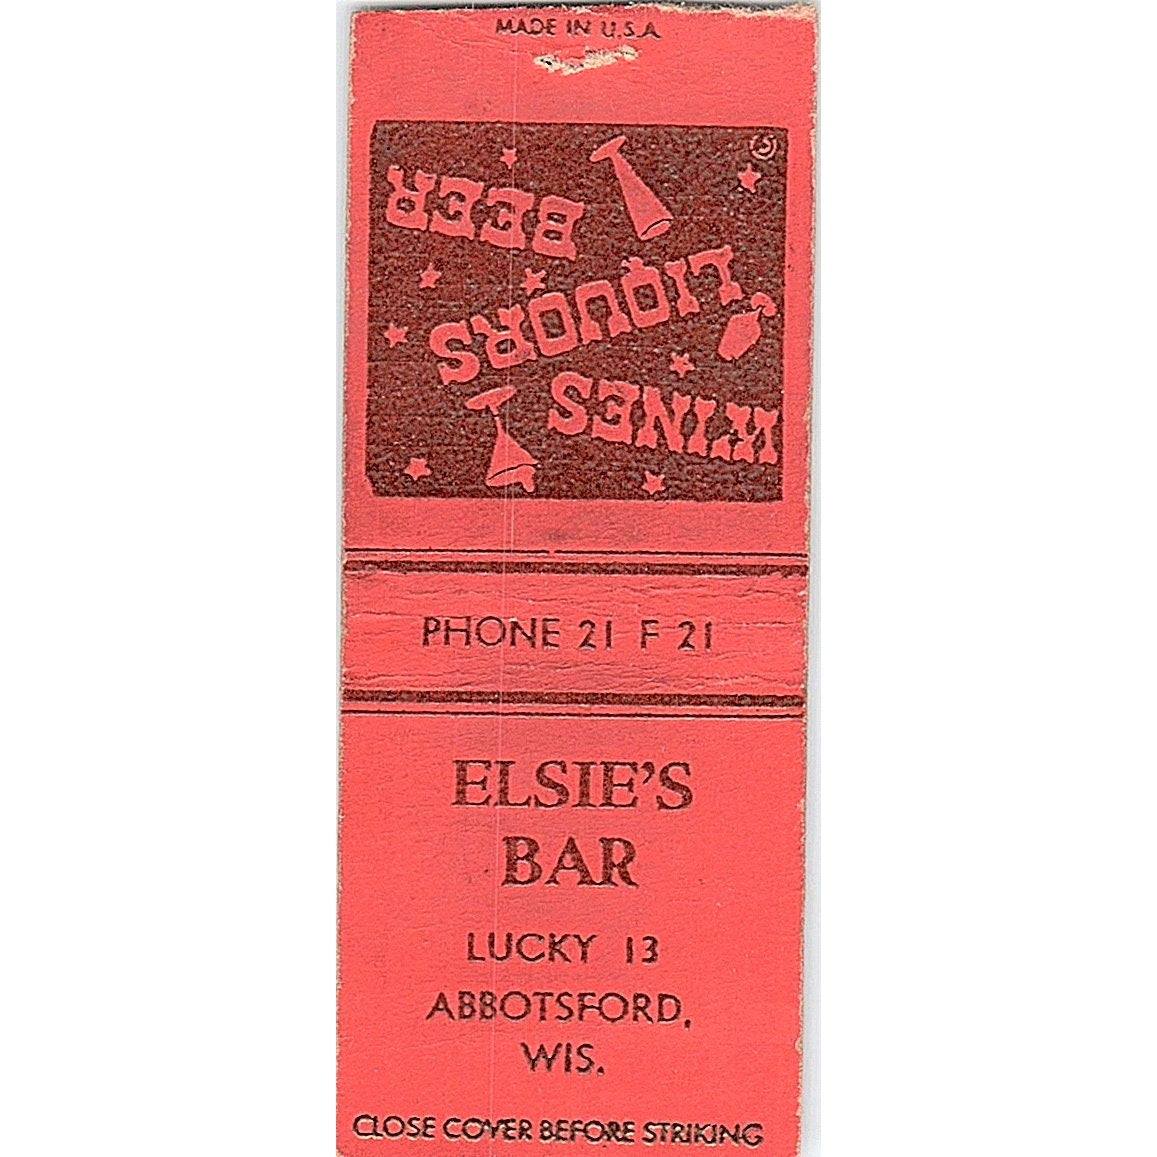 MADE IN U.S.A.
WINES
LIQUORS
BEER
PHONE 21 F 21
ELSIE'S
BAR
LUCKY 13
ABBOTSFORD,
WIS.
CLOSE COVER BEFORE STRIKING